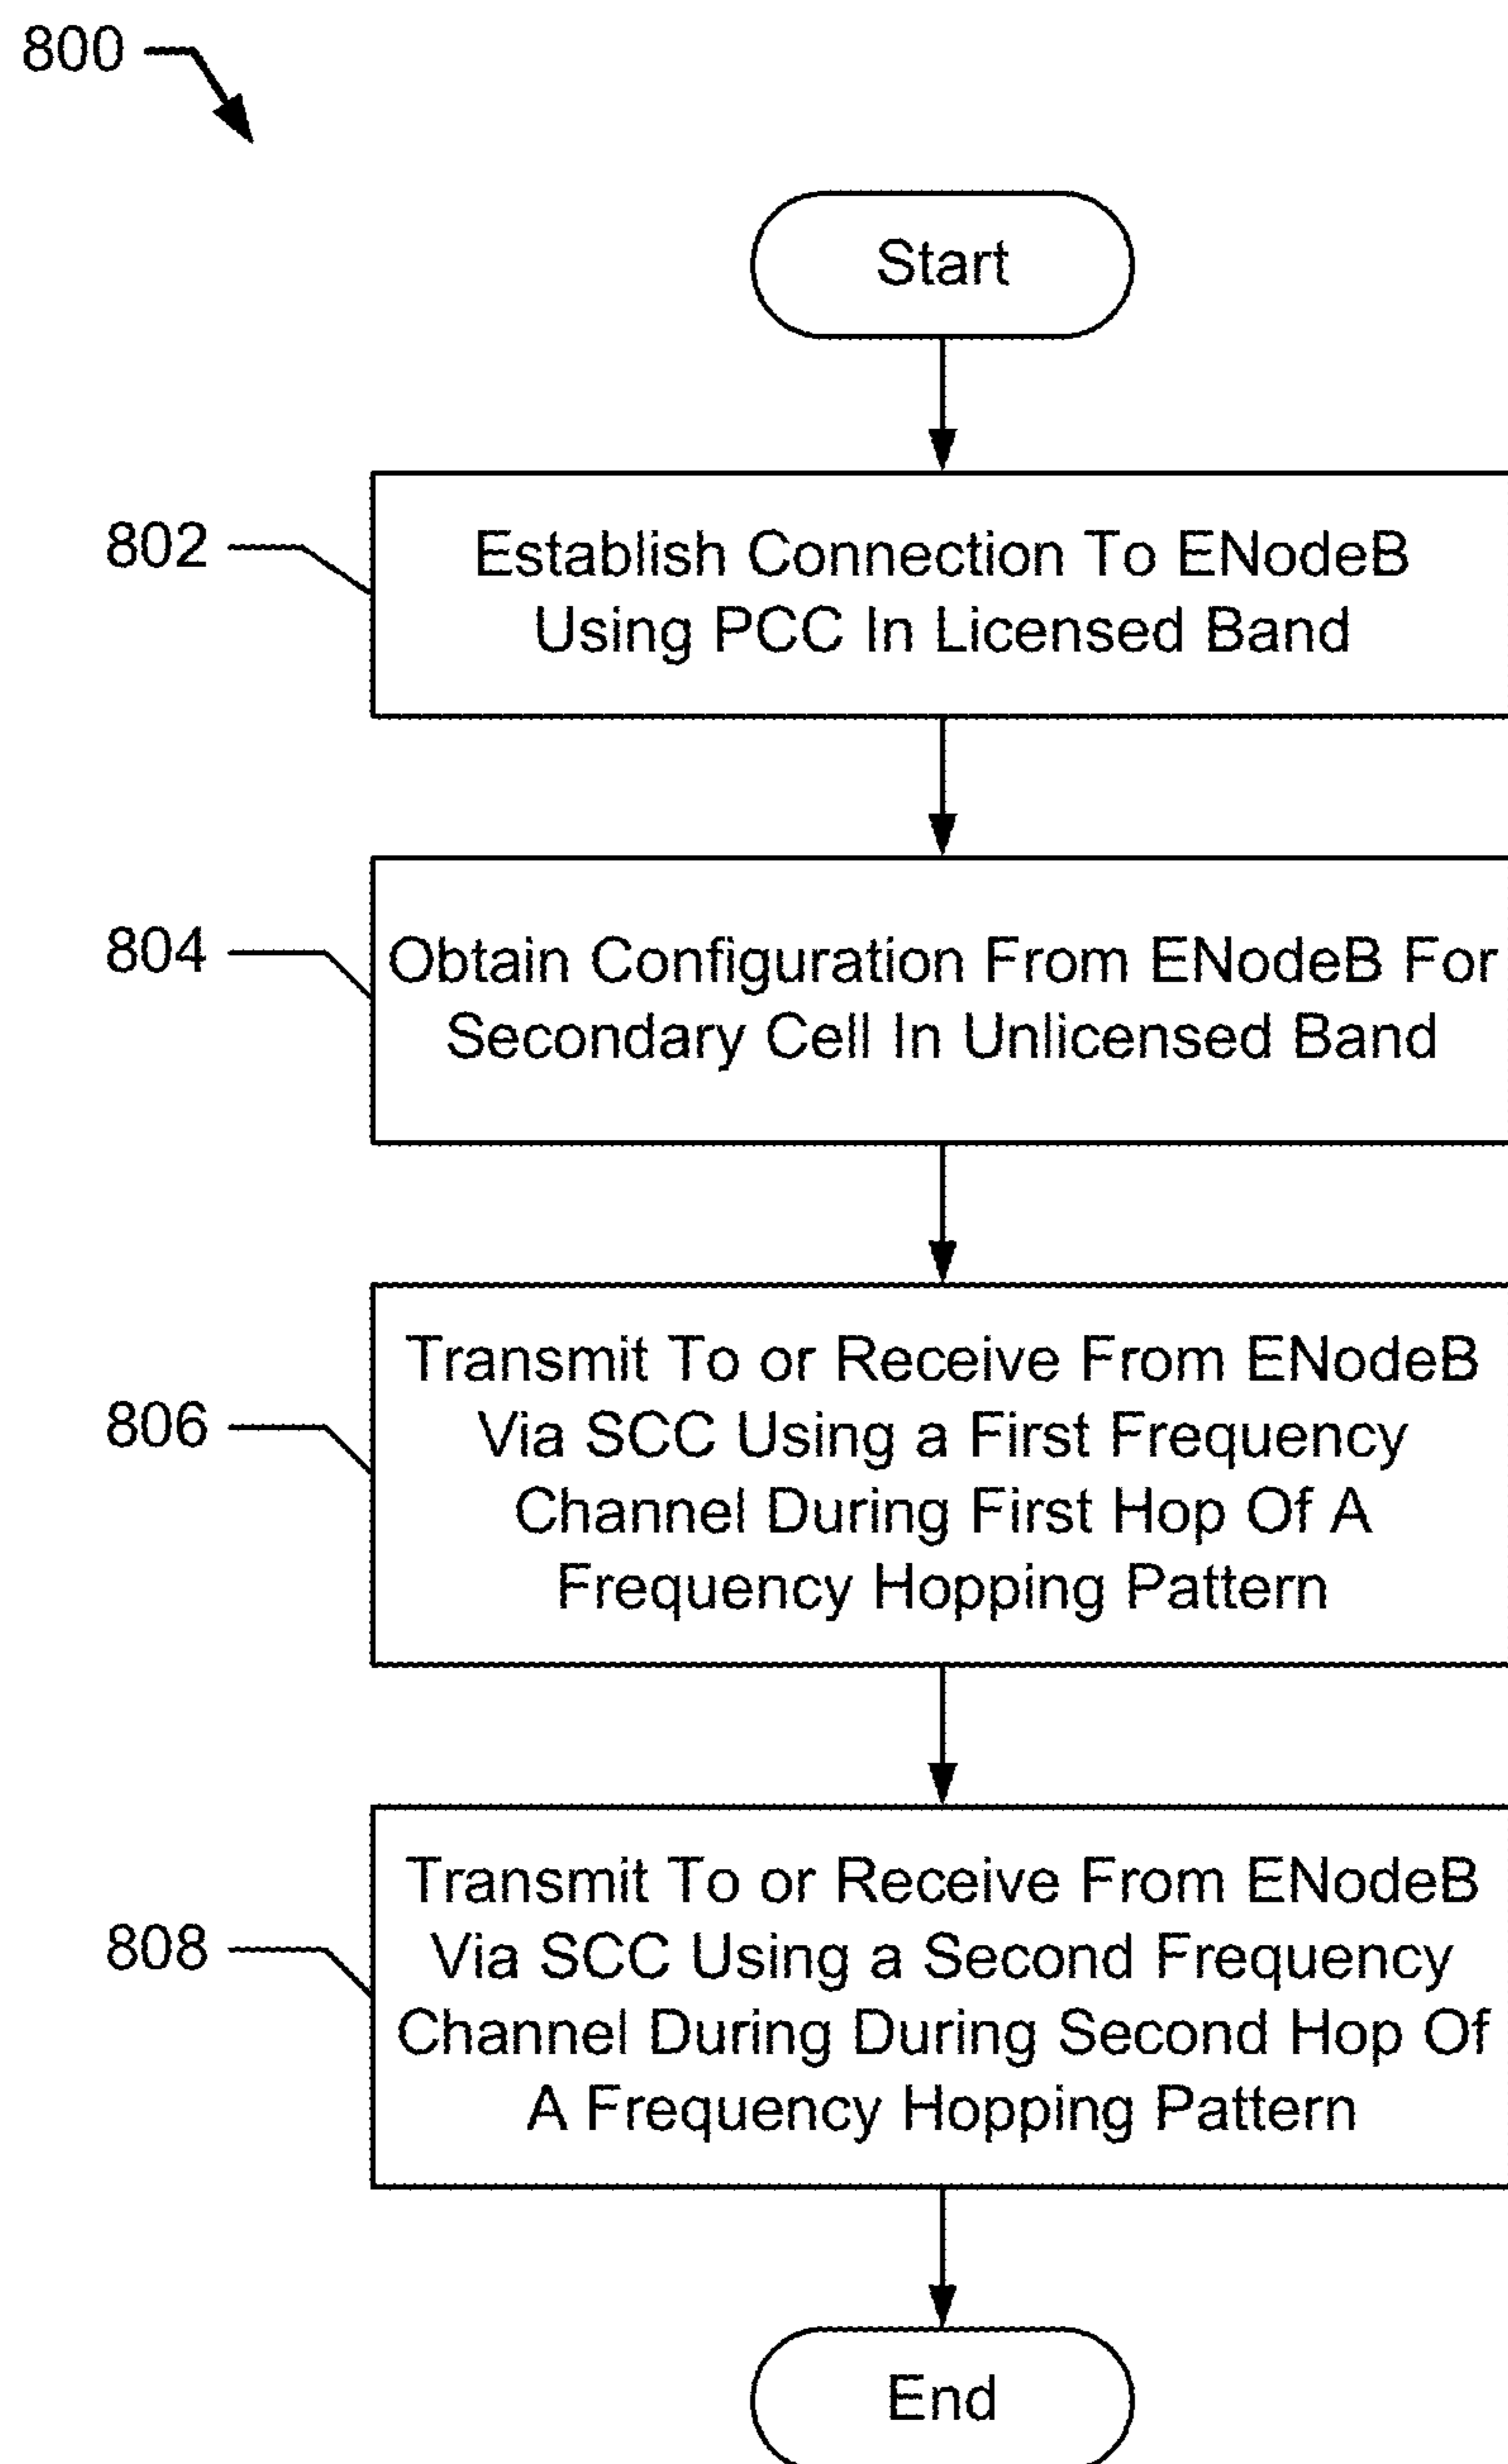 800
Start
802
Establish Connection To ENodeB
Using PCC In Licensed Band
804
Obtain Configuration From ENodeB For
Secondary Cell In Unlicensed Band
806
Transmit To or Receive From ENodeB
Via SCC Using a First Frequency
Channel During First Hop Of A
Frequency Hopping Pattern
808
Transmit To or Receive From ENodeB
Via SCC Using a Second Frequency
Channel During During Second Hop Of
A Frequency Hopping Pattern
End